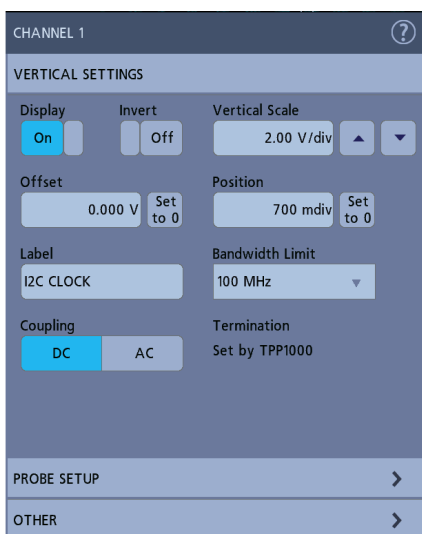 CHANNEL 1 ?
VERTICAL SETTINGS
Display Invert Vertical Scale
On Off 2.00 V/div
Offset Position
0.000 V Set to 0 700 mdiv Set to 0
Label Bandwidth Limit
I2C CLOCK 100 MHz
Coupling Termination
DC AC Set by TPP1000
PROBE SETUP
OTHER